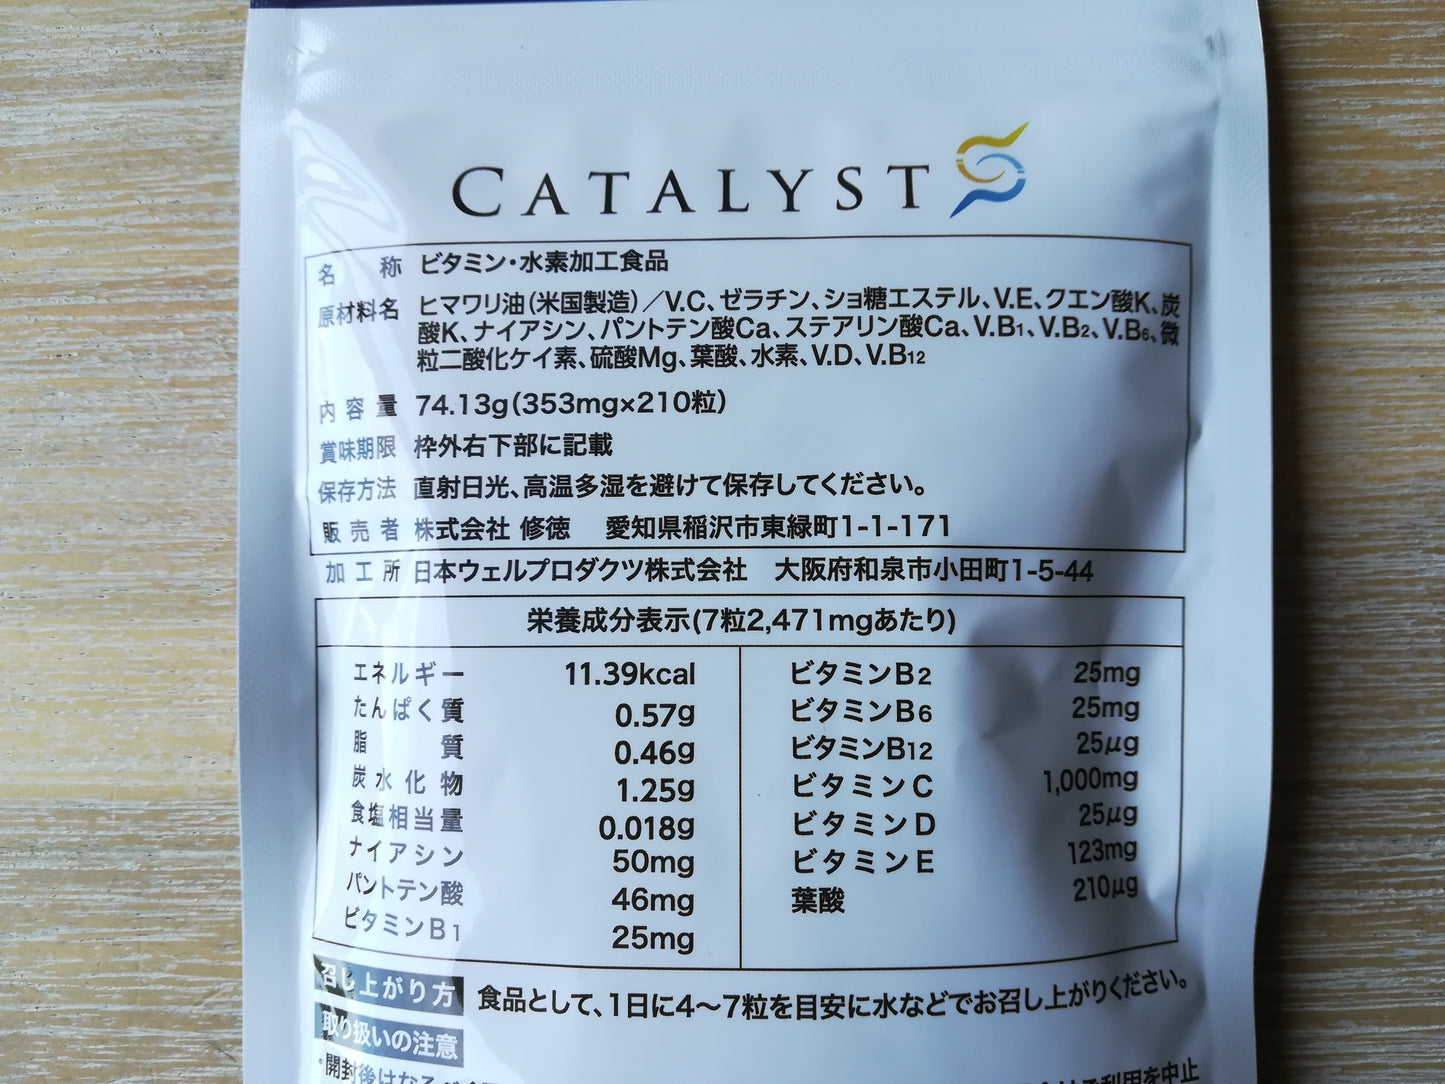 CATALYST
名称 ビタミン・水素加工食品
原材料名 ヒマワリ油(米国製造)／V.C、ゼラチン、ショ糖エステル、V.E、クエン酸K、炭
酸K、ナイアシン、パントテン酸Ca、ステアリン酸Ca、V.B1、V.B2、V.B6、微
粒二酸化ケイ素、硫酸Mg、葉酸、水素、V.D、V.B12
内容量 74.13g(353mg×210粒)
賞味期限 枠外右下部に記載
保存方法 直射日光、高温多湿を避けて保存してください。
販売者 株式会社 修徳 愛知県稲沢市東緑町1-1-171
加工所 日本ウェルプロダクツ株式会社 大阪府和泉市小田町1-5-44
栄養成分表示(7粒2,471mgあたり)
エネルギー 11.39kcal
たんぱく質 0.57g
脂質 0.46g
炭水化物 1.25g
食塩相当量 0.018g
ナイアシン 50mg
パントテン酸 46mg
ビタミンB1 25mg
ビタミンB2 25mg
ビタミンB6 25mg
ビタミンB12 25μg
ビタミンC 1,000mg
ビタミンD 25μg
ビタミンE 123mg
葉酸 210μg
召し上がり方 食品として、1日に4〜7粒を目安に水などでお召し上がりください。
取り扱いの注意
・開封後はなるべく ご利用を中止